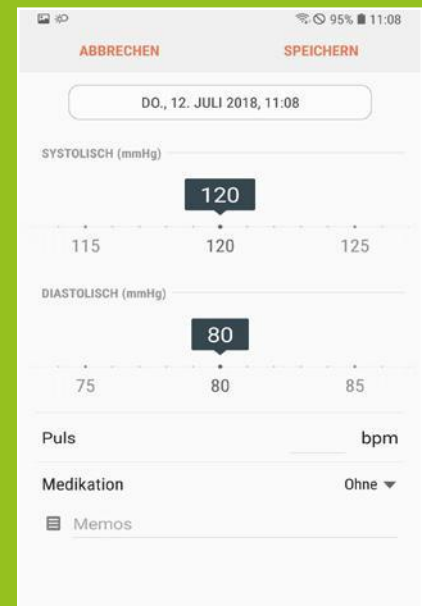 95% 11:08
ABBRECHEN SPEICHERN
DO., 12. JULI 2018, 11:08
SYSTOLISCH (mmHg)
120
115 120 125
DIASTOLISCH (mmHg)
80
75 80 85
Puls bpm
Medikation Ohne
Memos